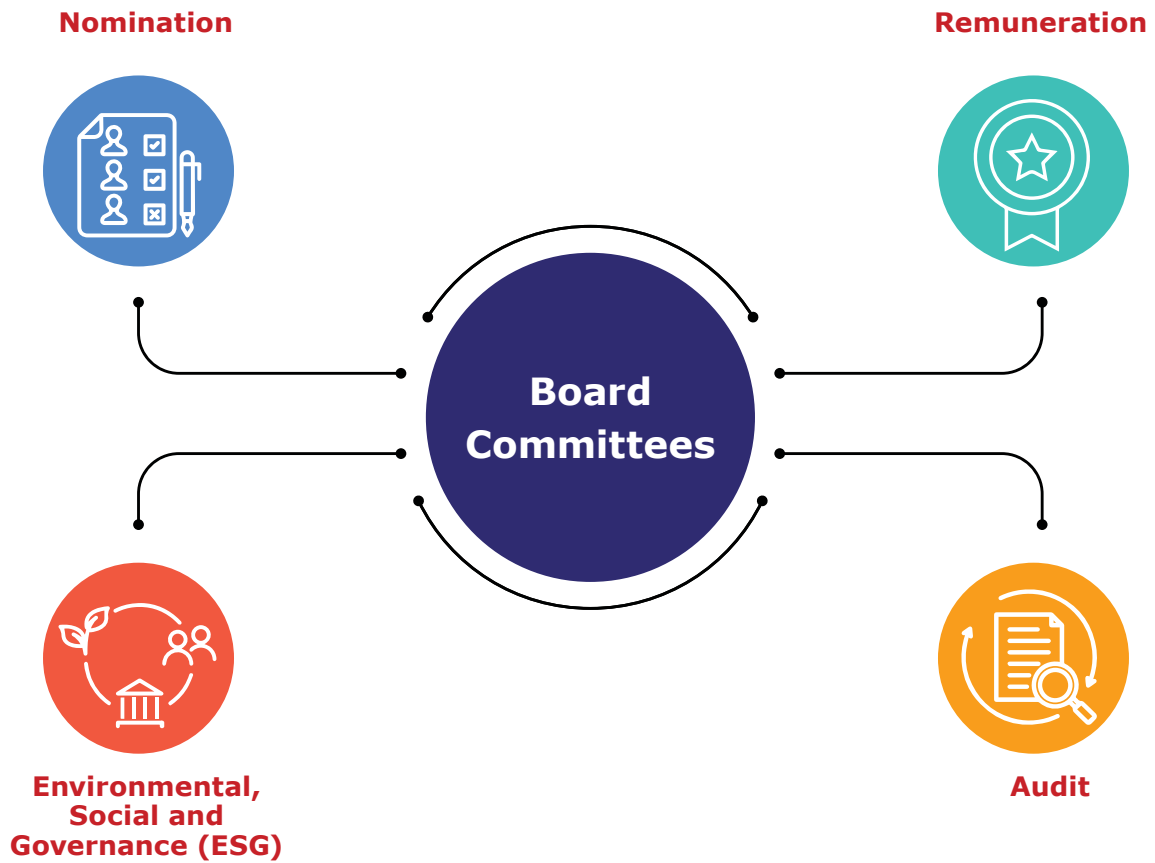 Nomination
Remuneration
Board
Committees
Environmental,
Social and
Governance (ESG)
Audit